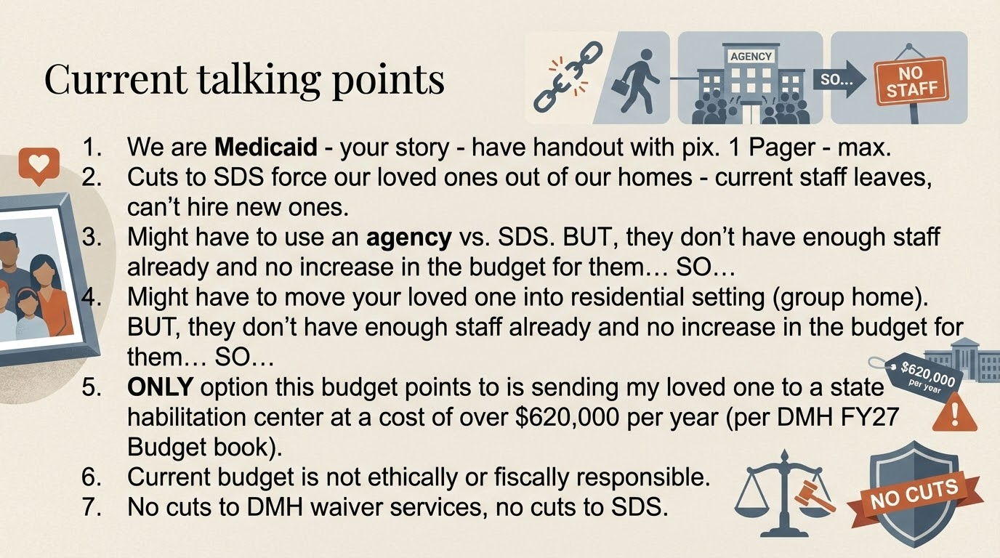 Current talking points
AGENCY
SO...
NO
STAFF
1. We are Medicaid - your story - have handout with pix. 1 Pager - max.
2. Cuts to SDS force our loved ones out of our homes - current staff leaves,
can't hire new ones.
3. Might have to use an agency vs. SDS. BUT, they don't have enough staff
already and no increase in the budget for them… SO…
4. Might have to move your loved one into residential setting (group home).
BUT, they don't have enough staff already and no increase in the budget for
them… SO…
5. ONLY option this budget points to is sending my loved one to a state
habilitation center at a cost of over $620,000 per year (per DMH FY27
Budget book).
$620,000
per year
!
6. Current budget is not ethically or fiscally responsible.
7. No cuts to DMH waiver services, no cuts to SDS.
NO CUTS